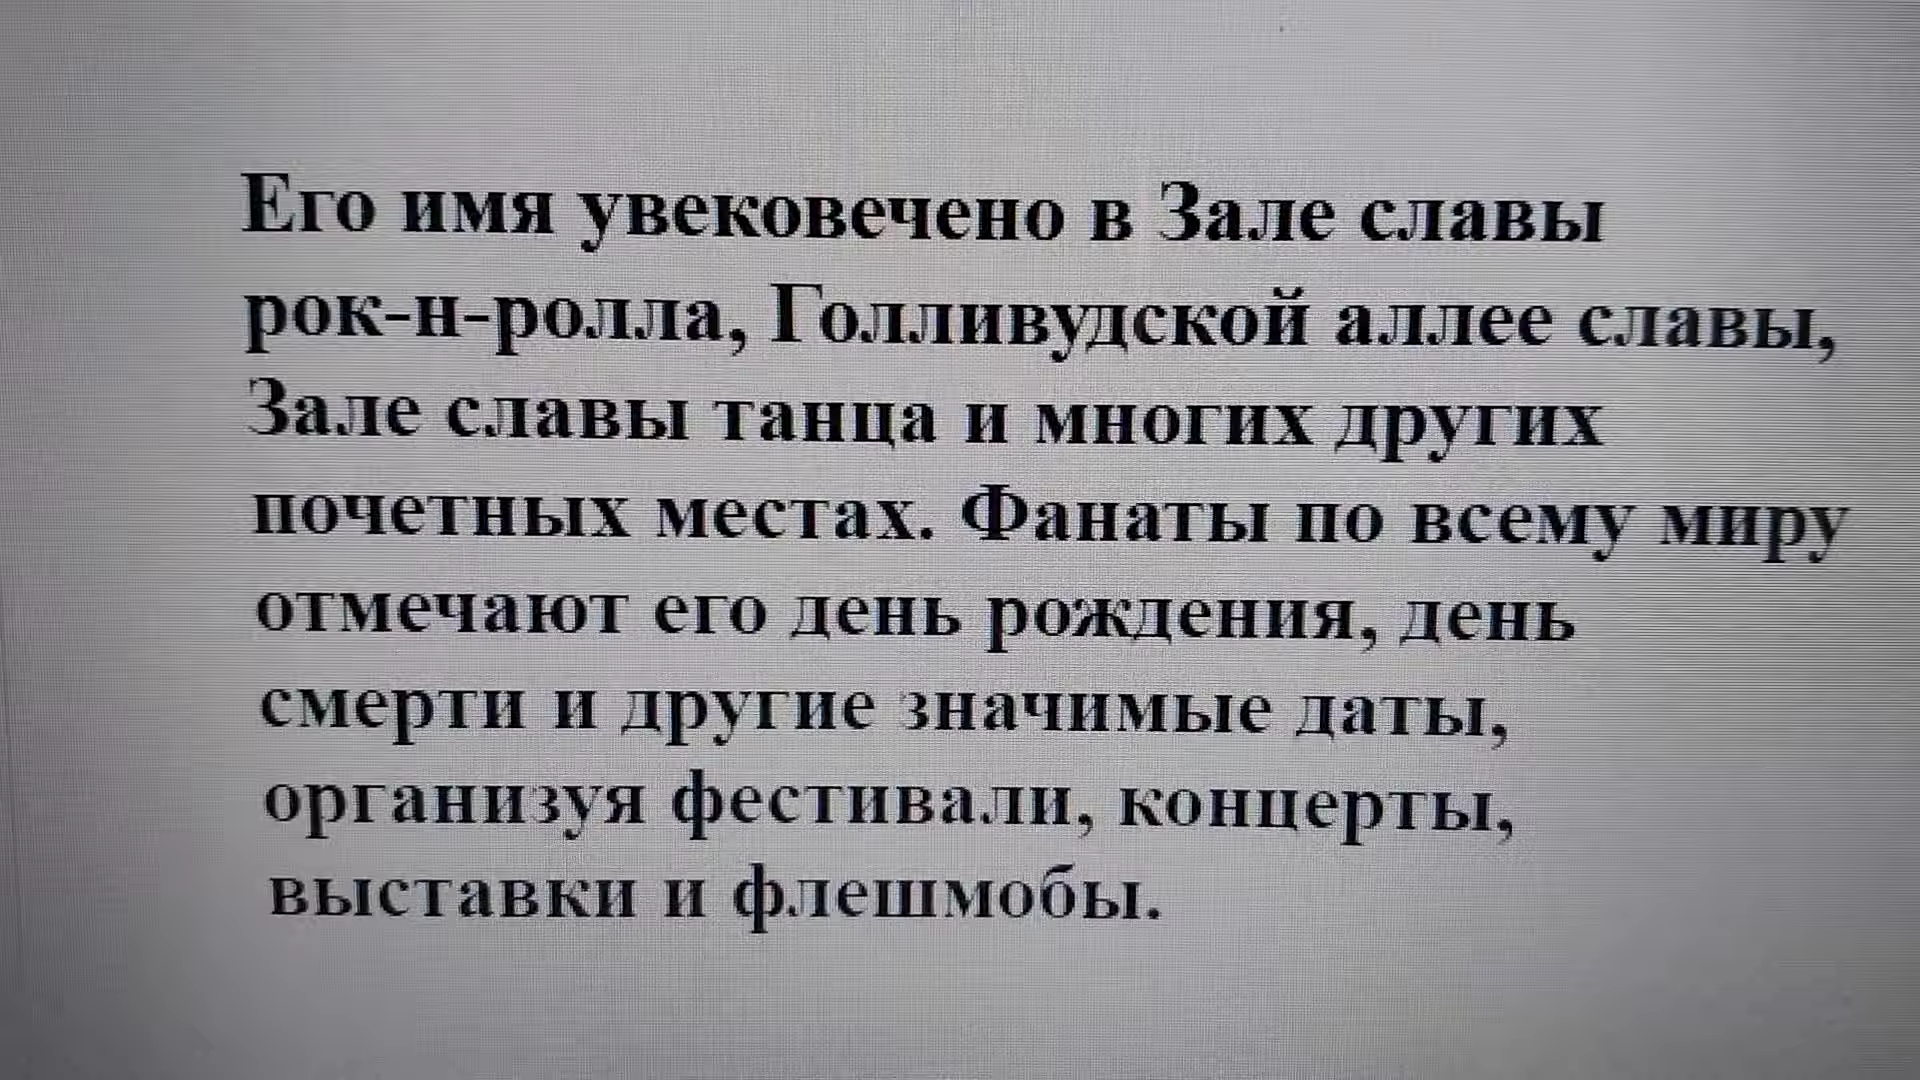 Его имя увековечено в Зале славы
рок-н-ролла, Голливудской аллее славы,
Зале славы танца и многих других
почетных местах. Фанаты по всему миру
отмечают его день рождения, день
смерти и другие значимые даты,
организуя фестивали, концерты,
выставки и флешмобы.